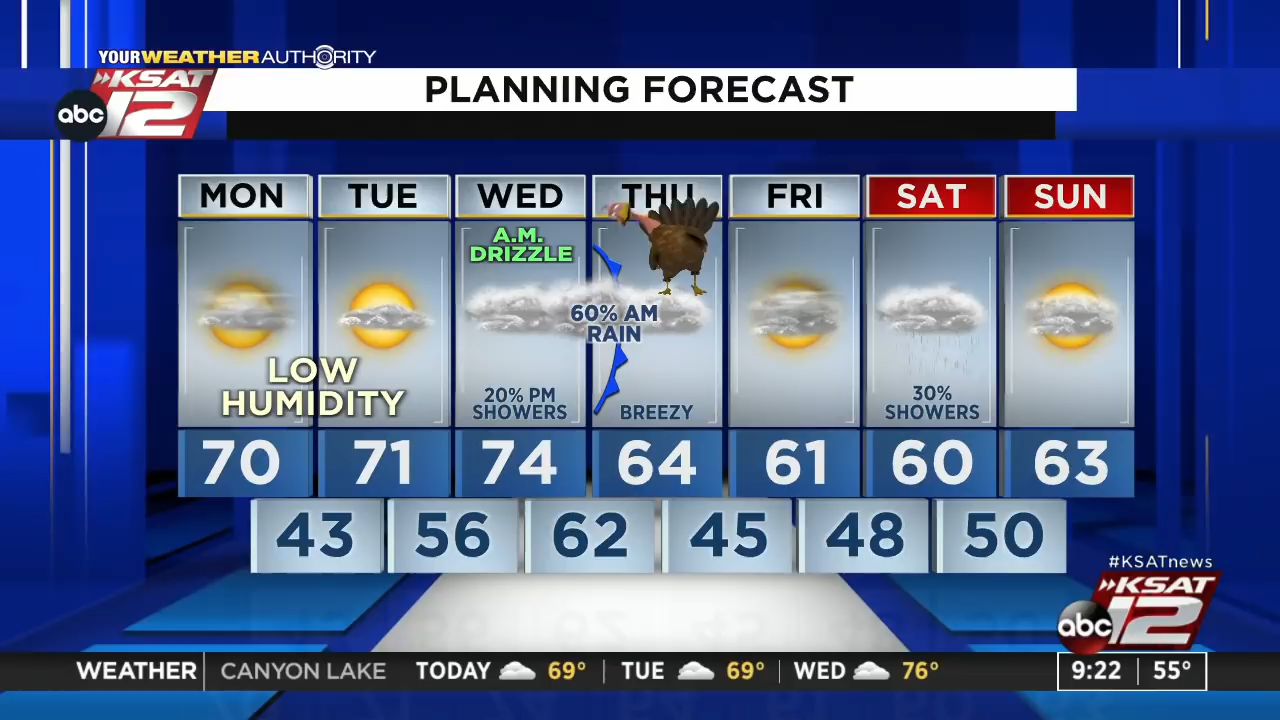 YOURWEATHERAUTHORITY
KSAT
abc 12
PLANNING FORECAST
MON TUE WED THU FRI SAT SUN
A.M.
DRIZZLE
60% AM
RAIN
LOW
HUMIDITY
20% PM
SHOWERS
BREEZY
30%
SHOWERS
70 71 74 64 61 60 63
43 56 62 45 48 50
#KSATnews
KSAT
abc 12
WEATHER CANYON LAKE TODAY 69° TUE 69° WED 76° 9:22 55°